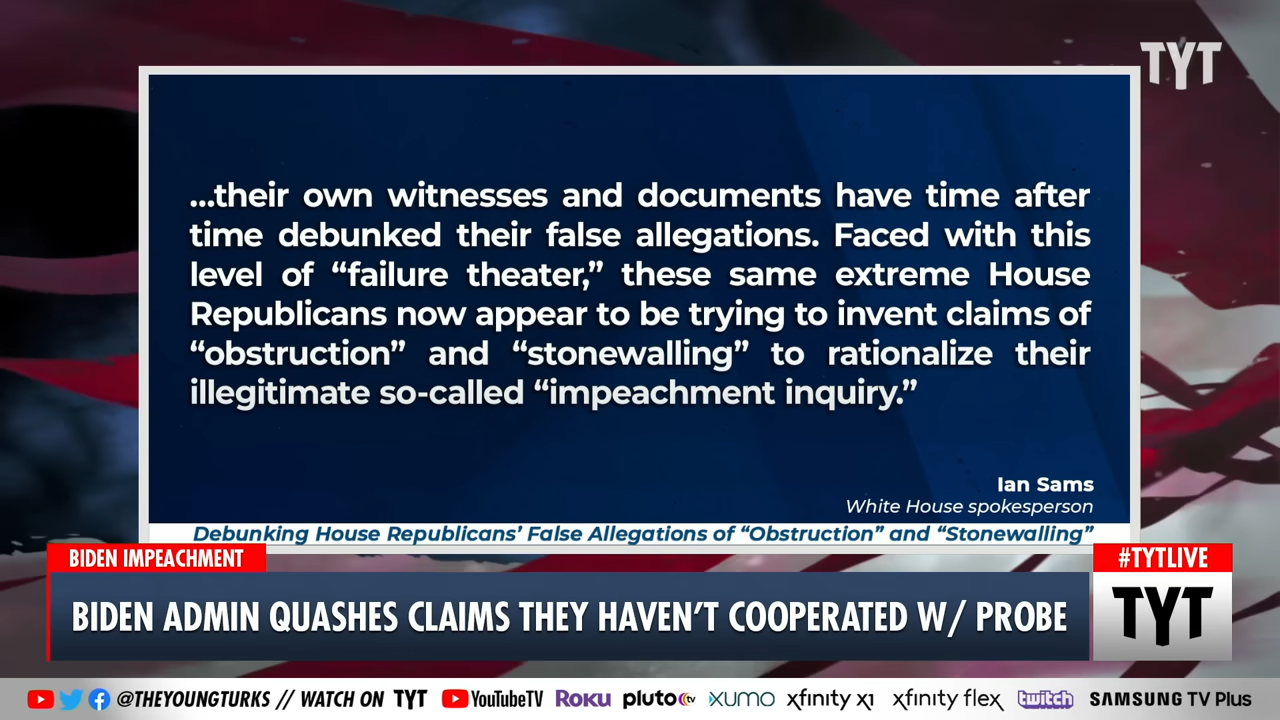 TYT
...their own witnesses and documents have time after
time debunked their false allegations. Faced with this
level of “failure theater,” these same extreme House
Republicans now appear to be trying to invent claims of
“obstruction” and “stonewalling” to rationalize their
illegitimate so-called “impeachment inquiry.”
Ian Sams
White House spokesperson
Debunking House Republicans’ False Allegations of “Obstruction” and “Stonewalling”
BIDEN IMPEACHMENT
#TYTLIVE
BIDEN ADMIN QUASHES CLAIMS THEY HAVEN’T COOPERATED W/ PROBE
TYT
@THEYOUNGTURKS // WATCH ON TYT YouTubeTV ROKU pluto tv xumo xfinity x1 xfinity flex twitch SAMSUNG TV Plus